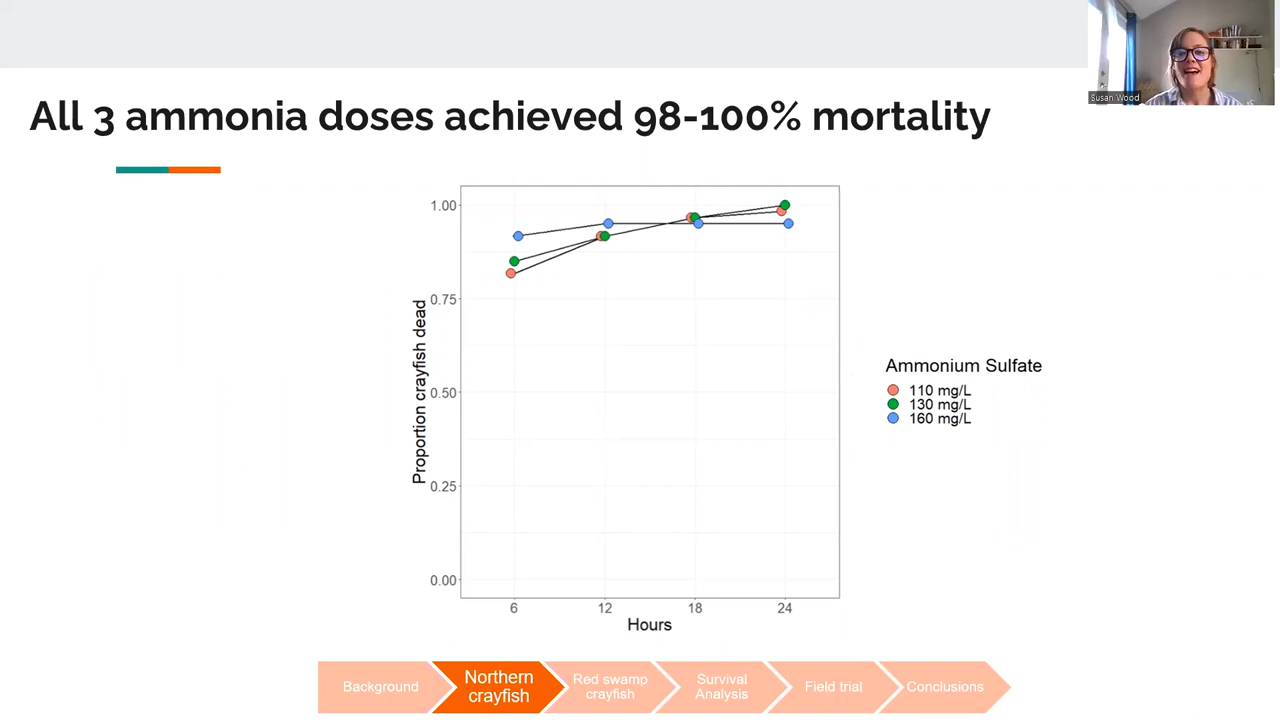 Susan Wood
All 3 ammonia doses achieved 98-100% mortality
1.00
0.75
0.50
0.25
0.00
Proportion crayfish dead
6 12 18 24
Hours
Ammonium Sulfate
110 mg/L
130 mg/L
160 mg/L
Background
Northern
crayfish
Red swamp
crayfish
Survival
Analysis
Field trial
Conclusions